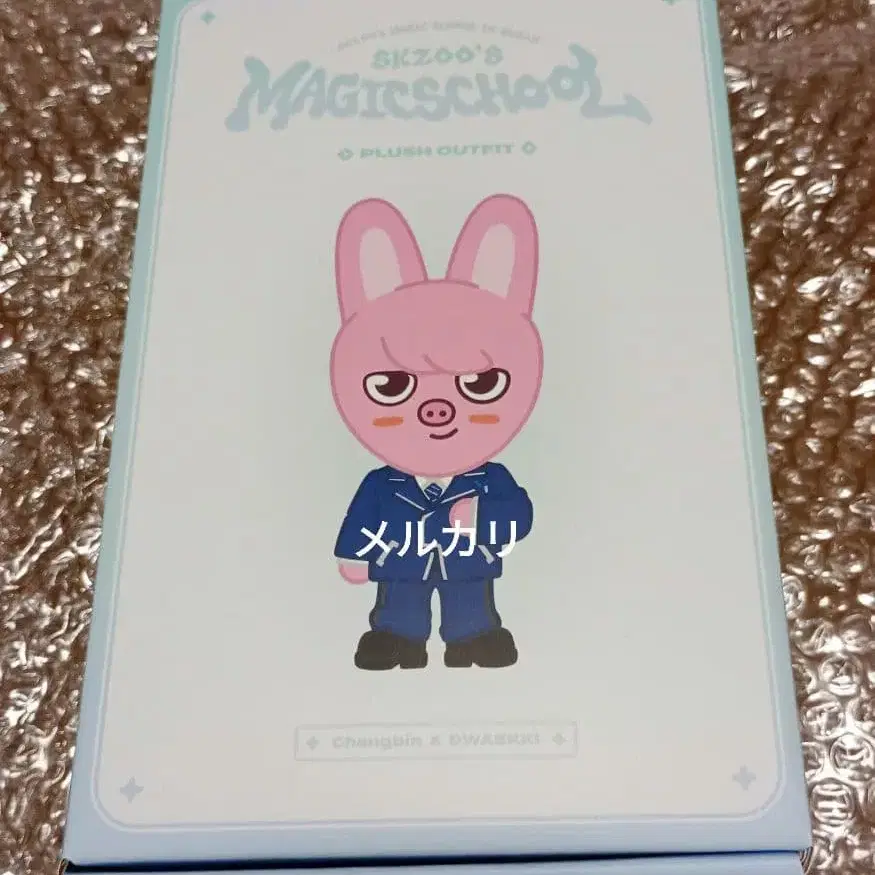 SKZOO'S
MAGICSCHOOL
PLUSH OUTFIT
メルカリ
Changbin X DWAEKKI